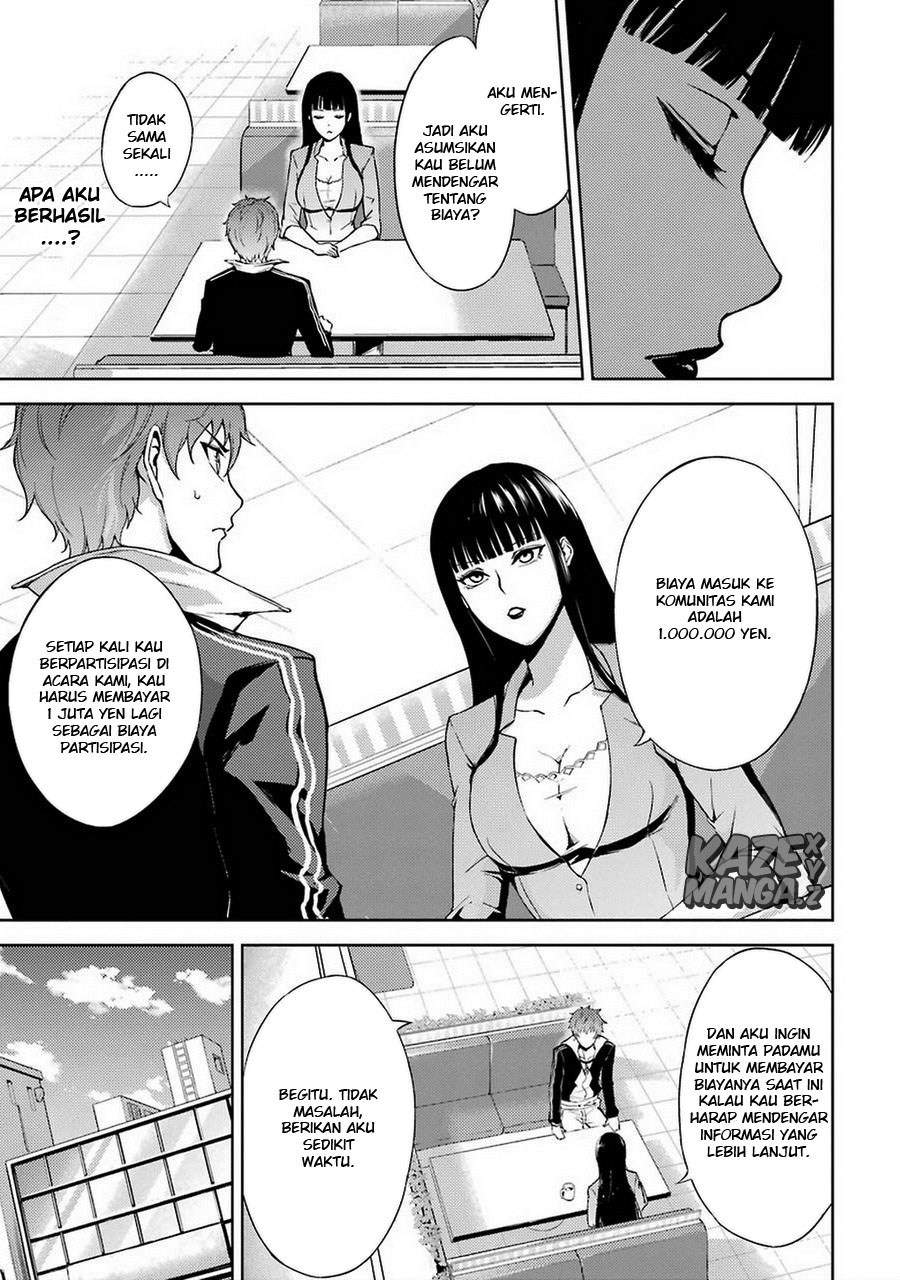 AKU MEN-
GERTI.
JADI AKU
ASUMSIKAN
KAU BELUM
MENDENGAR
TENTANG
BIAYA?
TIDAK
SAMA
SEKALI
.....
APA AKU
BERHASIL
....?
BIAYA MASUK KE
KOMUNITAS KAMI
ADALAH
1.000.000 YEN.
SETIAP KALI KAU
BERPARTISIPASI DI
ACARA KAMI, KAU
HARUS MEMBAYAR
1 JUTA YEN LAGI
SEBAGAI BIAYA
PARTISIPASI.
KAZE
MANGA.XYZ
DAN AKU INGIN
MEMINTA PADAMU
UNTUK MEMBAYAR
BIAYANYA SAAT INI
KALAU KAU BER-
HARAP MENDENGAR
INFORMASI YANG
LEBIH LANJUT.
BEGITU. TIDAK
MASALAH,
BERIKAN AKU
SEDIKIT
WAKTU.